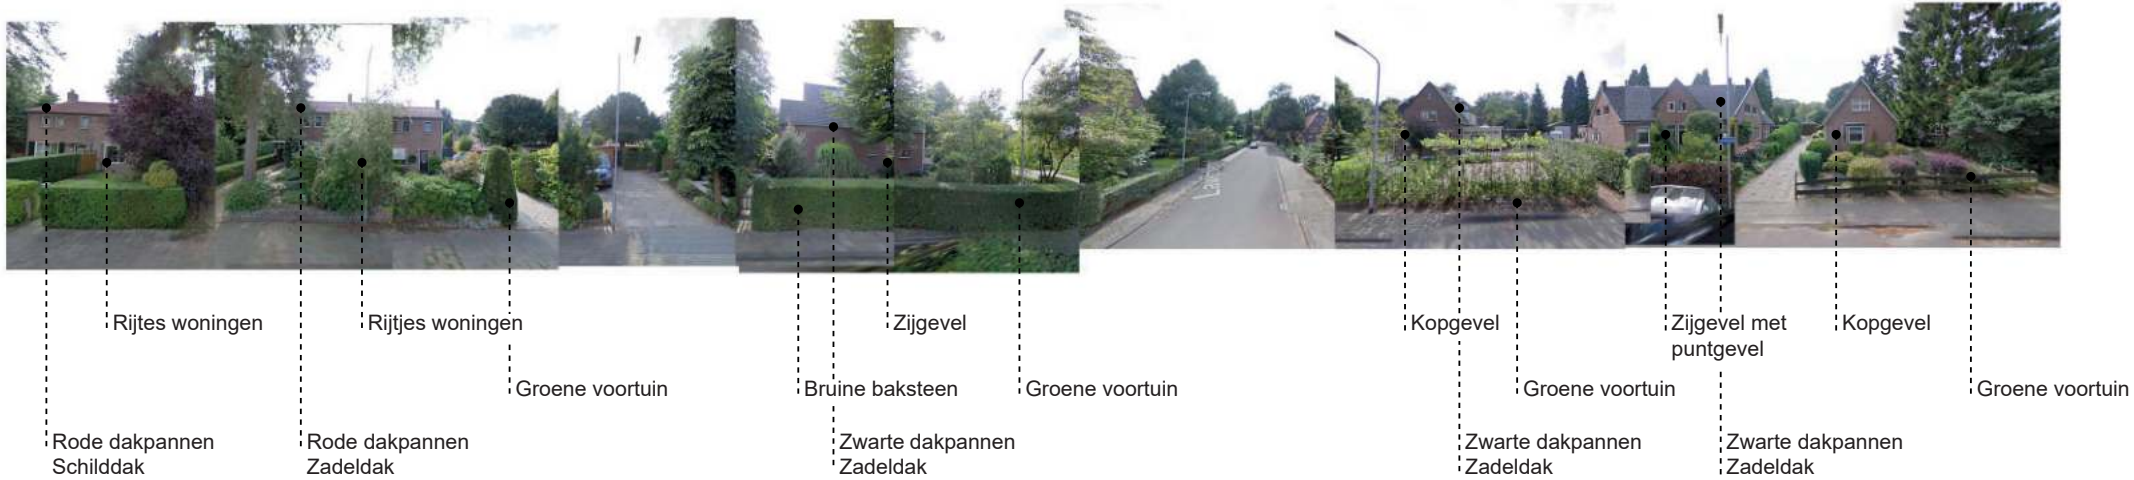 Rijtes woningen
Rijtjes woningen
Zijgevel
Kopgevel
Zijgevel met
puntgevel
Kopgevel
Groene voortuin
Bruine baksteen
Groene voortuin
Groene voortuin
Groene voortuin
Rode dakpannen
Schilddak
Rode dakpannen
Zadeldak
Zwarte dakpannen
Zadeldak
Zwarte dakpannen
Zadeldak
Zwarte dakpannen
Zadeldak